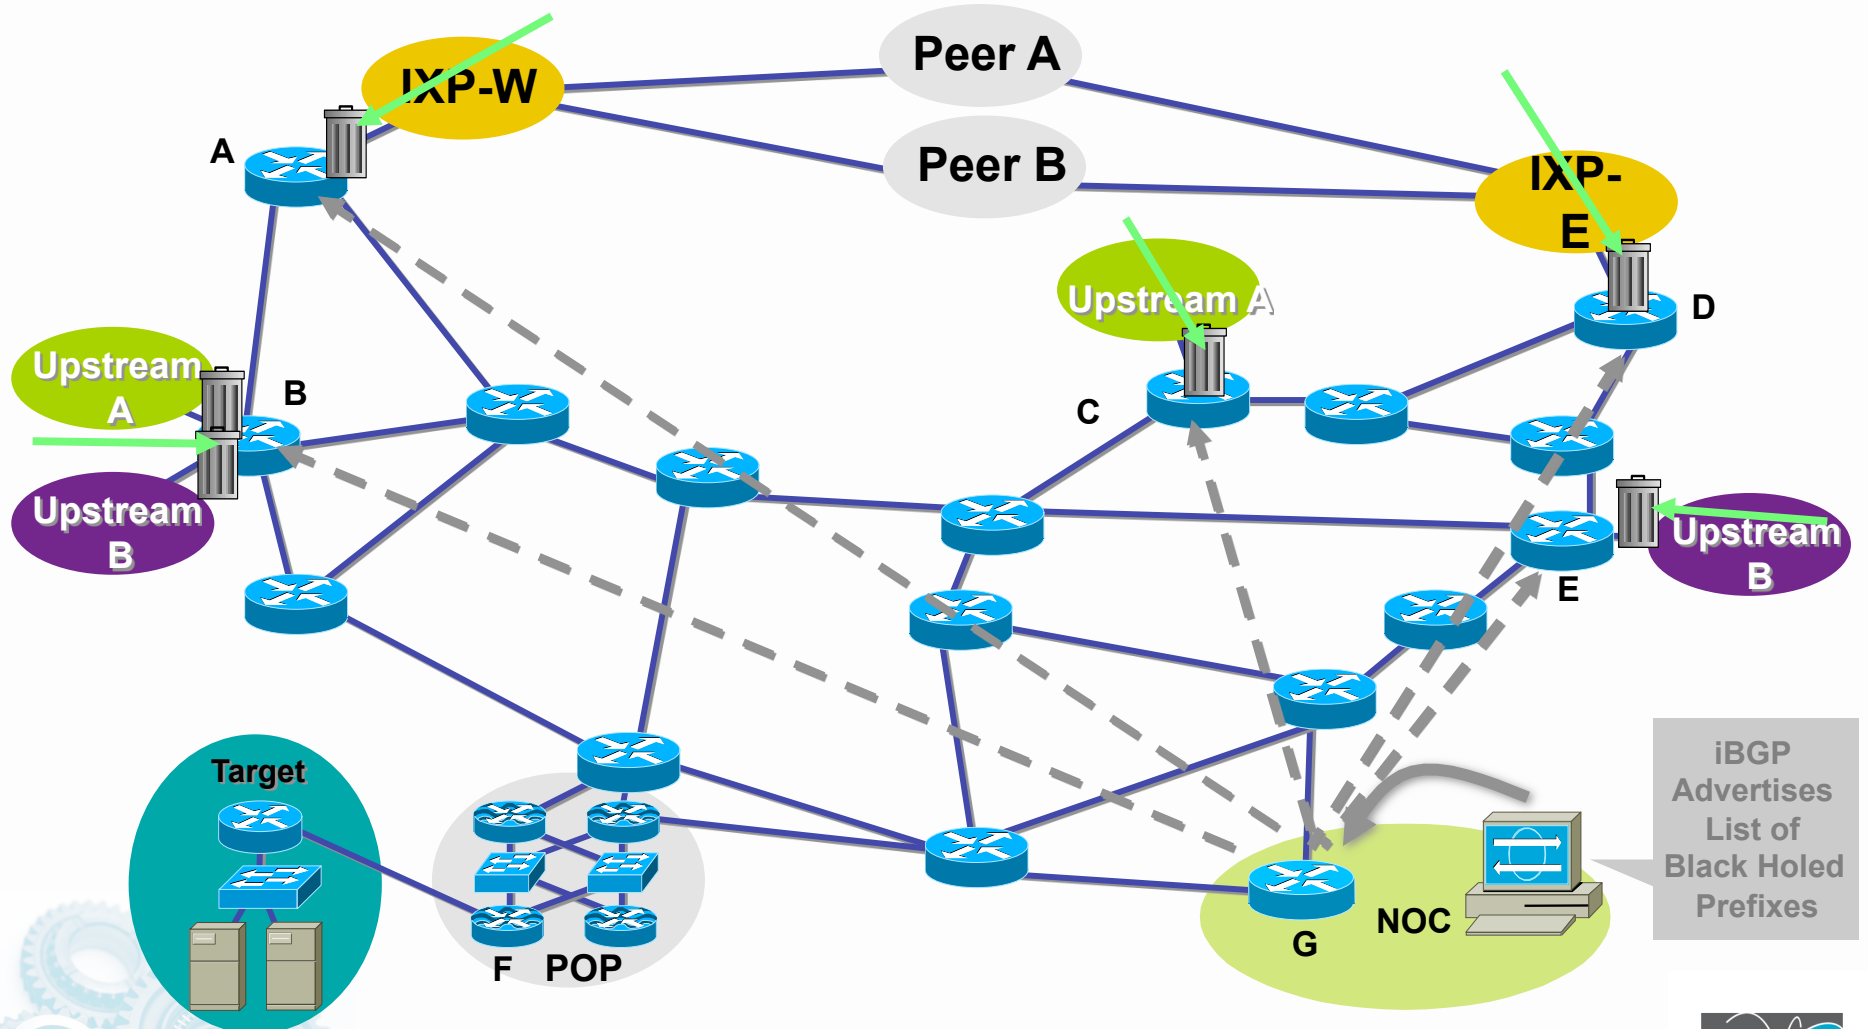 Peer A
IXP-W
A
Peer B
IXP-
E
Upstream A
D
Upstream
A
B
C
Upstream
B
Upstream
B
E
Target
iBGP
Advertises
List of
Black Holed
Prefixes
NOC
G
F
POP